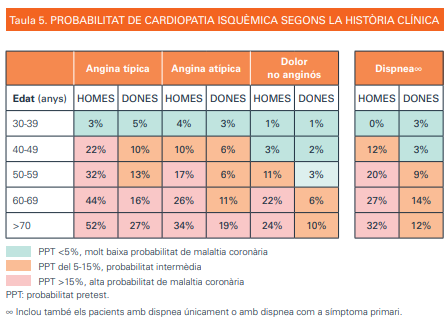 Taula 5. PROBABILITAT DE CARDIOPATIA ISQUÈMICA SEGONS LA HISTÒRIA CLÍNICA
Angina típica Angina atípica Dolor no anginós Dispnea∞
Edat (anys) HOMES DONES HOMES DONES HOMES DONES HOMES DONES
30-39 3% 5% 4% 3% 1% 1% 0% 3%
40-49 22% 10% 10% 6% 3% 2% 12% 3%
50-59 32% 13% 17% 6% 11% 3% 20% 9%
60-69 44% 16% 26% 11% 22% 6% 27% 14%
>70 52% 27% 34% 19% 24% 10% 32% 12%
PPT <5%, molt baixa probabilitat de malaltia coronària
PPT del 5-15%, probabilitat intermèdia
PPT >15%, alta probabilitat de malaltia coronària
PPT: probabilitat pretest.
∞ Inclou també els pacients amb dispnea únicament o amb dispnea com a símptoma primari.